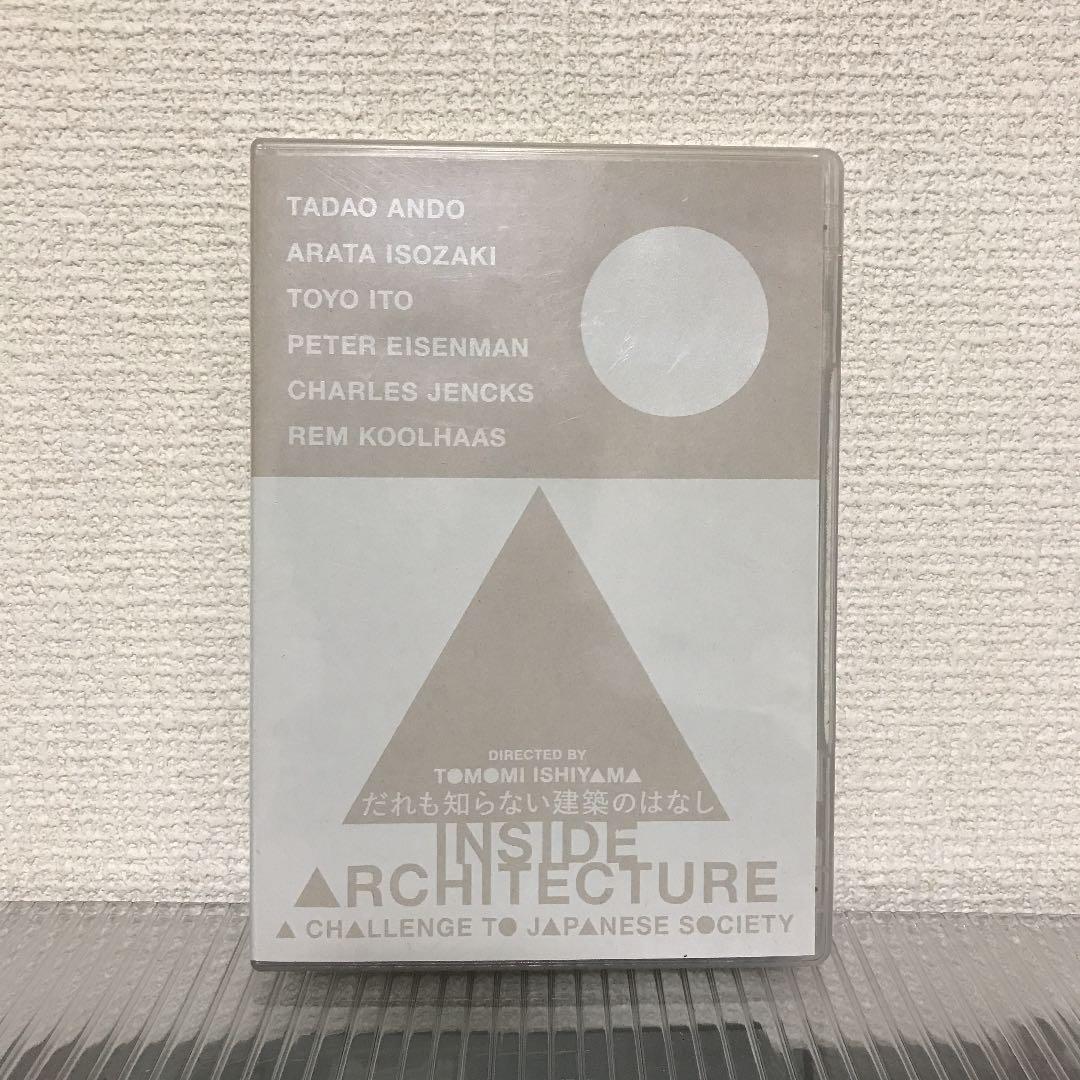 TADAO ANDO
ARATA ISOZAKI
TOYO ITO
PETER EISENMAN
CHARLES JENCKS
REM KOOLHAAS
DIRECTED BY
TOMOMI ISHIYAMA
だれも知らない建築のはなし
INSIDE
ARCHITECTURE
A CHALLENGE TO JAPANESE SOCIETY